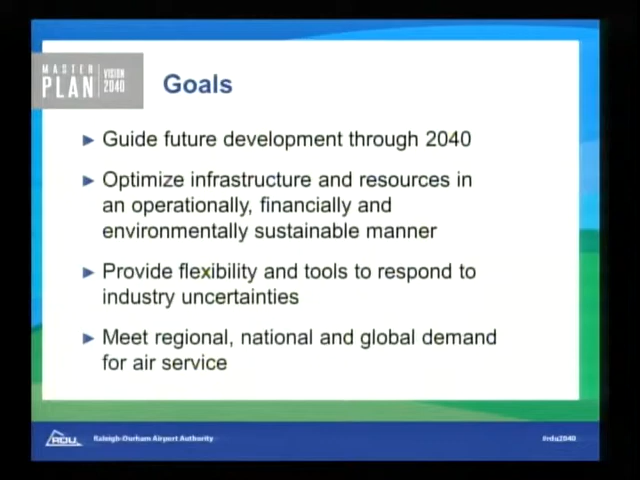 MASTER
PLAN
VISION
2040
Goals
► Guide future development through 2040
► Optimize infrastructure and resources in
an operationally, financially and
environmentally sustainable manner
► Provide flexibility and tools to respond to
industry uncertainties
► Meet regional, national and global demand
for air service
RDU
Raleigh-Durham Airport Authority
#rdu2040